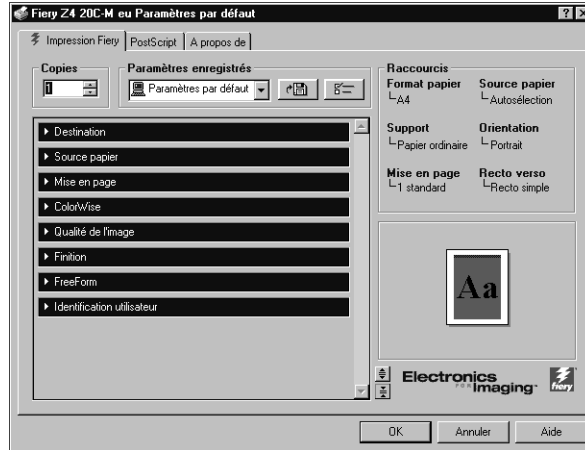 Fiery Z4 20C-M eu Paramètres par défaut
Impression Fiery
PostScript
A propos de
Copies
1
Paramètres enregistrés
Paramètres par défaut
Destination
Source papier
Mise en page
ColorWise
Qualité de l'image
Finition
FreeForm
Identification utilisateur
Raccourcis
Format papier
A4
Source papier
Autosélection
Support
Papier ordinaire
Orientation
Portrait
Mise en page
1 standard
Recto verso
Recto simple
Aa
Electronics
FOR Imaging
fiery
OK
Annuler
Aide